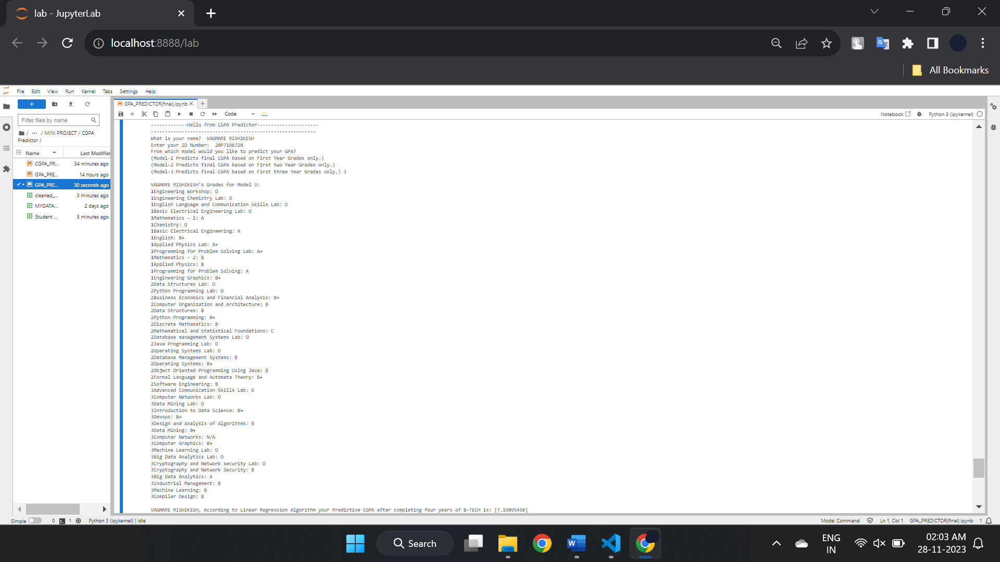 lab - JupyterLab
localhost:8888/lab
All Bookmarks
File Edit View Run Kernel Tabs Settings Help
GPA_PREDICTOR(final).ipynb
Code
Notebook
Python 3 (ipykernel)
Filter files by name
/ ··· / MINI PROJECT / CGPA
Predictor /
Name Last Modified
CGPA_PR... 34 minutes ago
GPA_PRE... 14 hours ago
GPA_PRE... 30 seconds ago
cleaned_... 3 minutes ago
MYDATA... 2 days ago
Student ... 5 minutes ago
-------------Hello from CGPA Predictor----------------------
-----------------------------------------------------------
What is your name?  VAGMARE RISHIKESH
Enter your ID Number:  20P71A6728
From which model would you like to predict your GPA?
(Model-1 Predicts final CGPA based on First Year Grades only.)
(Model-2 Predicts final CGPA based on First two Year Grades only.)
(Model-3 Predicts final CGPA based on First three Year Grades only.) 3
VAGMARE RISHIKESH's Grades for Model 3:
1Engineering Workshop: O
1Engineering Chemistry Lab: O
1English Language and Communication Skills Lab: O
1Basic Electrical Engineering Lab: O
1Mathematics - 1: A
1Chemistry: O
1Basic Electrical Engineering: A
1English: B+
1Applied Physics Lab: A+
1Programming for Problem Solving Lab: A+
1Mathematics - 2: B
1Applied Physics: B
1Programming for Problem Solving: A
1Engineering Graphics: B+
2Data Structures Lab: O
2Python Programming Lab: O
2Business Economics and Financial Analysis: B+
2Computer Organization and Architecture: B
2Data Structures: B
2Python Programming: B+
2Discrete Mathematics: B
2Mathematical and Statistical Foundations: C
2Database management Systems Lab: O
2Java Programming Lab: O
2Operating Systems Lab: O
2Database Management Systems: B
2Operating Systems: B+
2Object Oriented Programming Using Java: B
2Formal Language and Automata Theory: B+
2Software Engineering: B
3Advanced Communication Skills Lab: O
3Computer Networks Lab: O
3Data Mining Lab: O
3Introduction to Data Science: B+
3Devops: B+
3Design and Analysis of Algorithms: B
3Data Mining: B+
3Computer Networks: N/A
3Computer Graphics: B+
3Machine Learning Lab: O
3Big Data Analytics Lab: O
3Cryptography and Network security Lab: O
3Cryptography and Network Security: B
3Big Data Analytics: A
3Industrial Management: B
3Machine Learning: B
3Compiler Design: B
VAGMARE RISHIKESH, According to Linear Regression Algorithm your Predictive CGPA after completing four years of B-TECH is: [7.19095458]
Simple 0 1 Python 3 (ipykernel) | Idle
Mode: Command Ln 1, Col 1 GPA_PREDICTOR(final).ipynb 1
Search
ENG
IN
02:03 AM
28-11-2023